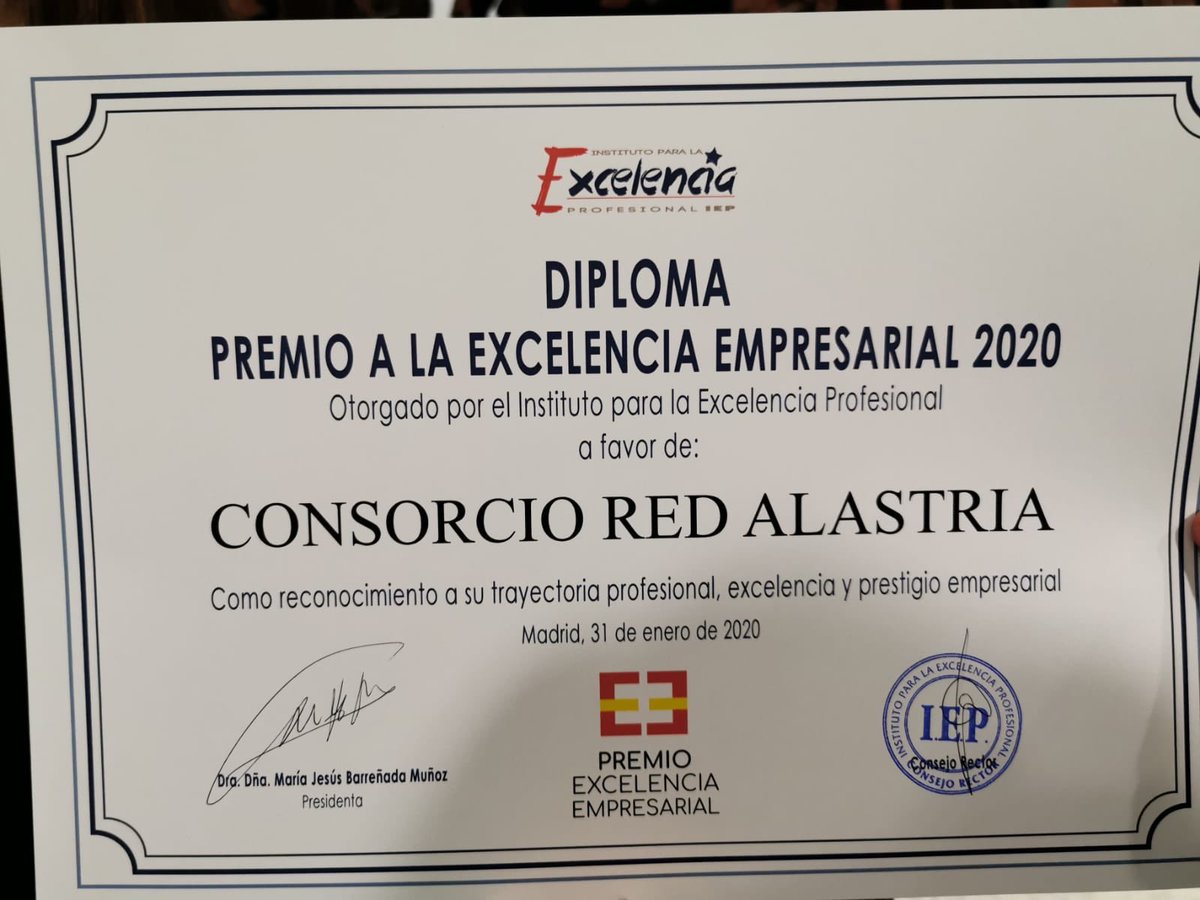 INSTITUTO PARA LA
Excelencia
PROFESIONAL IEP
DIPLOMA
PREMIO A LA EXCELENCIA EMPRESARIAL 2020
Otorgado por el Instituto para la Excelencia Profesional
a favor de:
CONSORCIO RED ALASTRIA
Como reconocimiento a su trayectoria profesional, excelencia y prestigio empresarial
Madrid, 31 de enero de 2020
Dra. Dña. María Jesús Barreñada Muñoz
Presidenta
PREMIO
EXCELENCIA
EMPRESARIAL
INSTITUTO PARA LA EXCELENCIA PROFESIONAL
I.E.P.
Consejo Rector
CONSEJO RECTOR